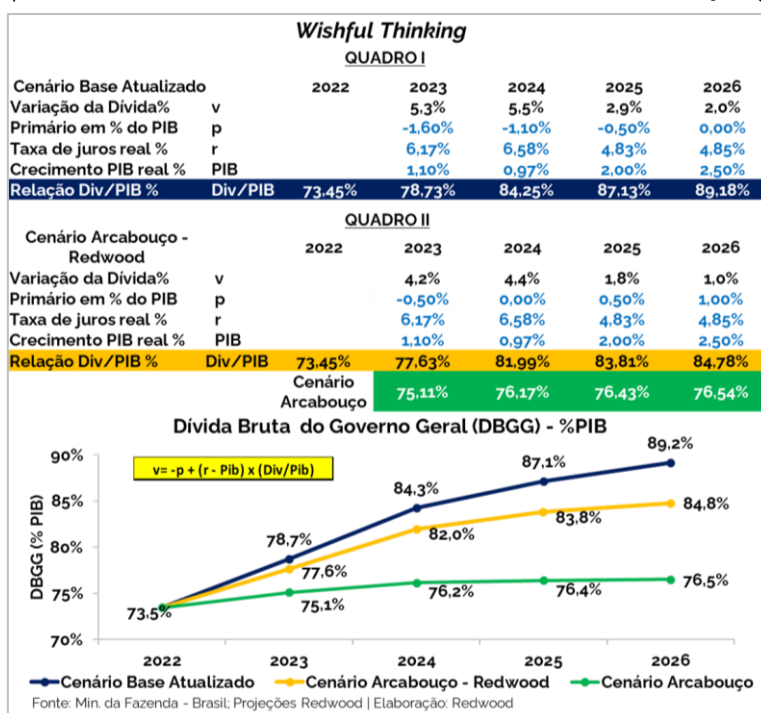 Wishful Thinking
QUADRO I
Cenário Base Atualizado 2022 2023 2024 2025 2026
Variação da Dívida% v 5,3% 5,5% 2,9% 2,0%
Primário em % do PIB p -1,60% -1,10% -0,50% 0,00%
Taxa de juros real % r 6,17% 6,58% 4,83% 4,85%
Crecimento PIB real % PIB 1,10% 0,97% 2,00% 2,50%
Relação Div/PIB % Div/PIB 73,45% 78,73% 84,25% 87,13% 89,18%
QUADRO II
Cenário Arcabouço -
Redwood 2022 2023 2024 2025 2026
Variação da Dívida% v 4,2% 4,4% 1,8% 1,0%
Primário em % do PIB p -0,50% 0,00% 0,50% 1,00%
Taxa de juros real % r 6,17% 6,58% 4,83% 4,85%
Crecimento PIB real % PIB 1,10% 0,97% 2,00% 2,50%
Relação Div/PIB % Div/PIB 73,45% 77,63% 81,99% 83,81% 84,78%
Cenário
Arcabouço 75,11% 76,17% 76,43% 76,54%
Dívida Bruta do Governo Geral (DBGG) - %PIB
v= -p + (r - Pib) x (Div/Pib)
DBGG (% PIB)
90%
85%
80%
75%
70%
73,5%
78,7%
84,3%
87,1%
89,2%
77,6%
82,0%
83,8%
84,8%
75,1%
76,2%
76,4%
76,5%
2022 2023 2024 2025 2026
Cenário Base Atualizado Cenário Arcabouço - Redwood Cenário Arcabouço
Fonte: Min. da Fazenda - Brasil; Projeções Redwood | Elaboração: Redwood